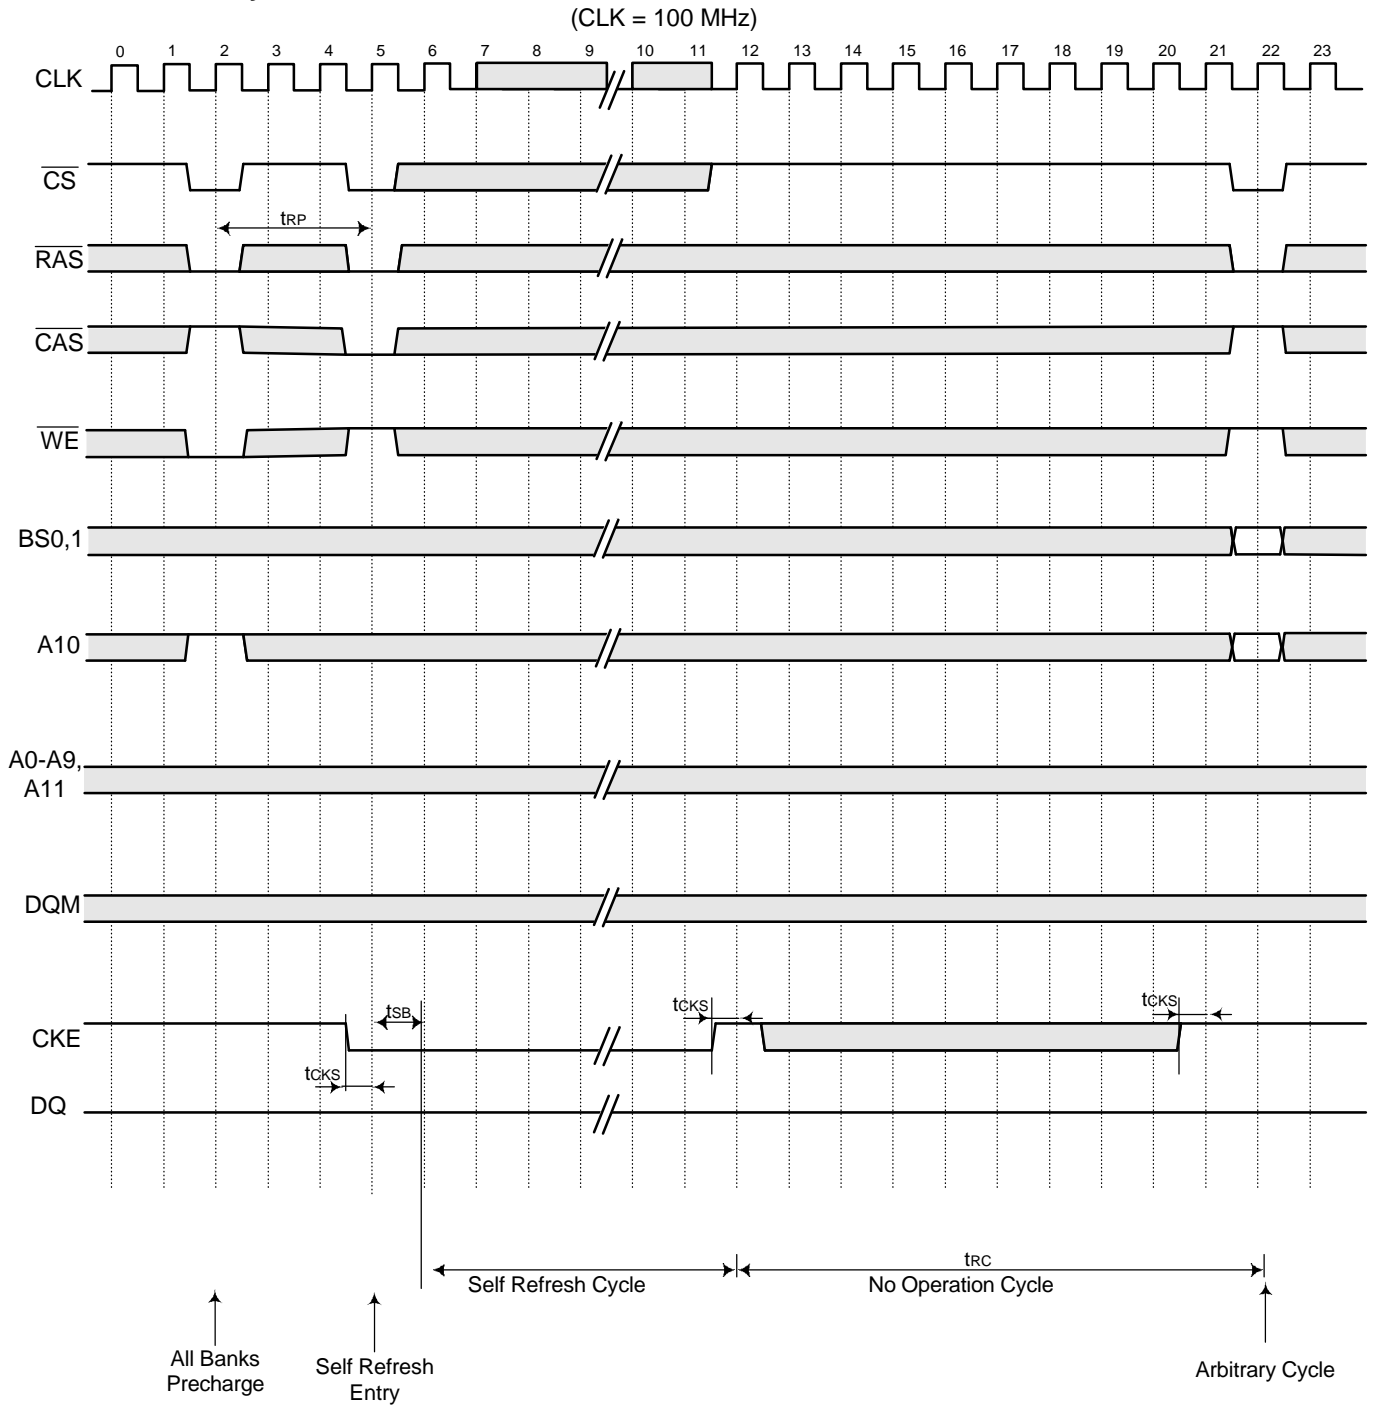 (CLK = 100 MHz)
0 1 2 3 4 5 6 7 8 9 10 11 12 13 14 15 16 17 18 19 20 21 22 23
CLK
CS
tRP
RAS
CAS
WE
BS0,1
A10
A0-A9,
A11
DQM
tSB
tCKS
tCKS
CKE
tCKS
DQ
tRC
Self Refresh Cycle
No Operation Cycle
All Banks
Precharge
Self Refresh
Entry
Arbitrary Cycle